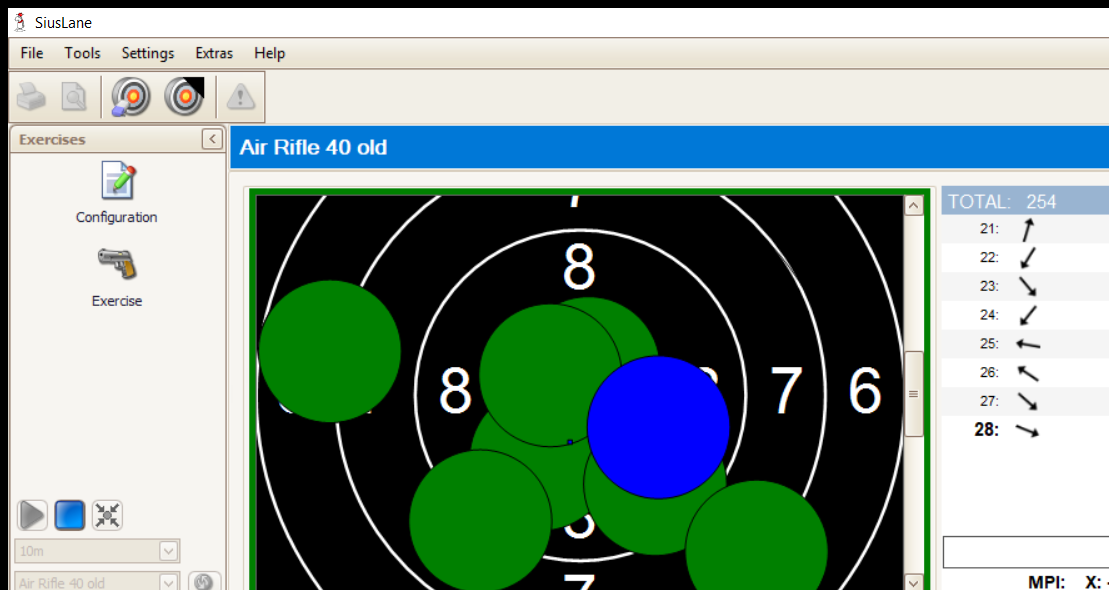 SiusLane
File Tools Settings Extras Help
Exercises
Air Rifle 40 old
Configuration
Exercise
10m
Air Rifle 40 old
7
8
8 7 6
7
TOTAL: 254
21:
22:
23:
24:
25:
26:
27:
28:
MPI: X: -